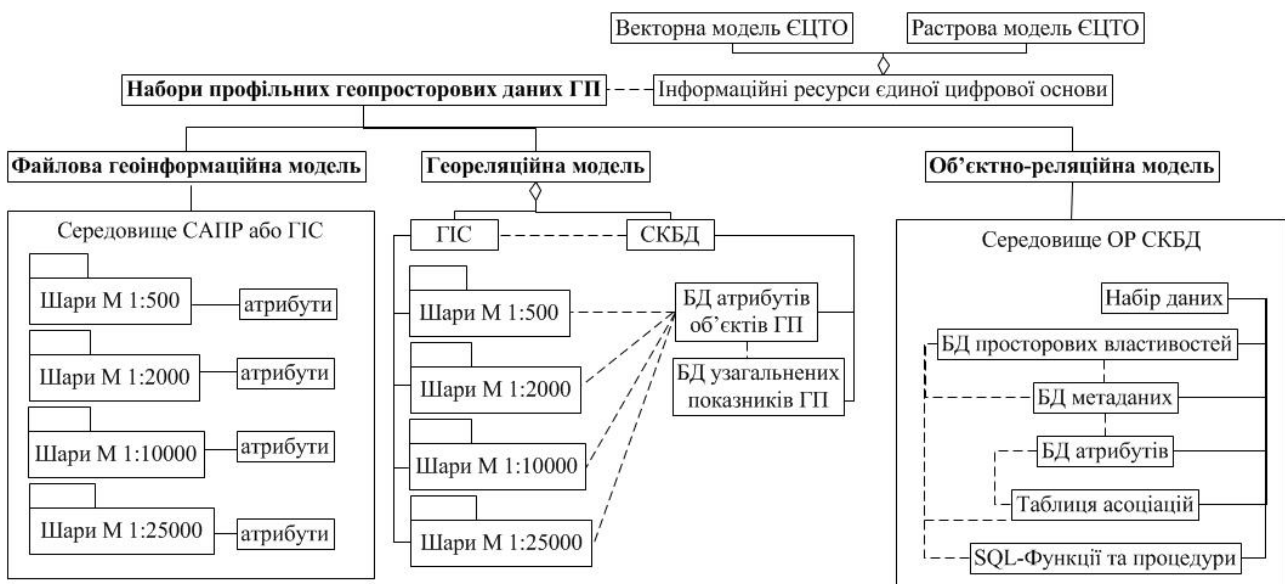 Векторна модель ЄЦТО
Растрова модель ЄЦТО
Набори профільних геопросторових даних ГП
Інформаційні ресурси єдиної цифрової основи
Файлова геоінформаційна модель
Геореляційна модель
Об’єктно-реляційна модель
Середовище САПР або ГІС
Шари М 1:500
атрибути
Шари М 1:2000
атрибути
Шари М 1:10000
атрибути
Шари М 1:25000
атрибути
ГІС
СКБД
Шари М 1:500
Шари М 1:2000
Шари М 1:10000
Шари М 1:25000
БД атрибутів
об’єктів ГП
БД узагальнених
показників ГП
Середовище ОР СКБД
Набір даних
БД просторових властивостей
БД метаданих
БД атрибутів
Таблиця асоціацій
SQL-Функції та процедури